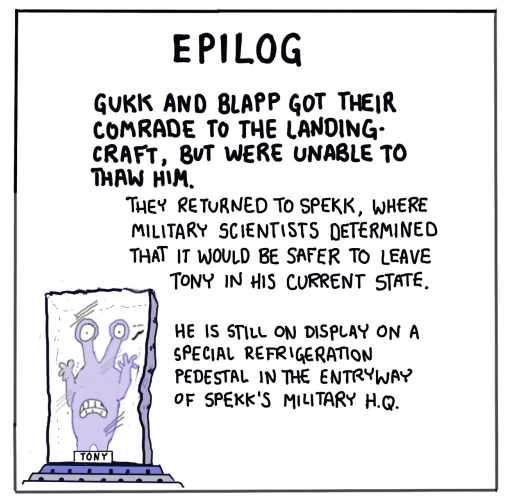 EPILOG
GUKK AND BLAPP GOT THEIR
COMRADE TO THE LANDING-
CRAFT, BUT WERE UNABLE TO
THAW HIM.
THEY RETURNED TO SPEKK, WHERE
MILITARY SCIENTISTS DETERMINED
THAT IT WOULD BE SAFER TO LEAVE
TONY IN HIS CURRENT STATE.
HE IS STILL ON DISPLAY ON A
SPECIAL REFRIGERATION
PEDESTAL IN THE ENTRYWAY
OF SPEKK'S MILITARY H.Q.
TONY